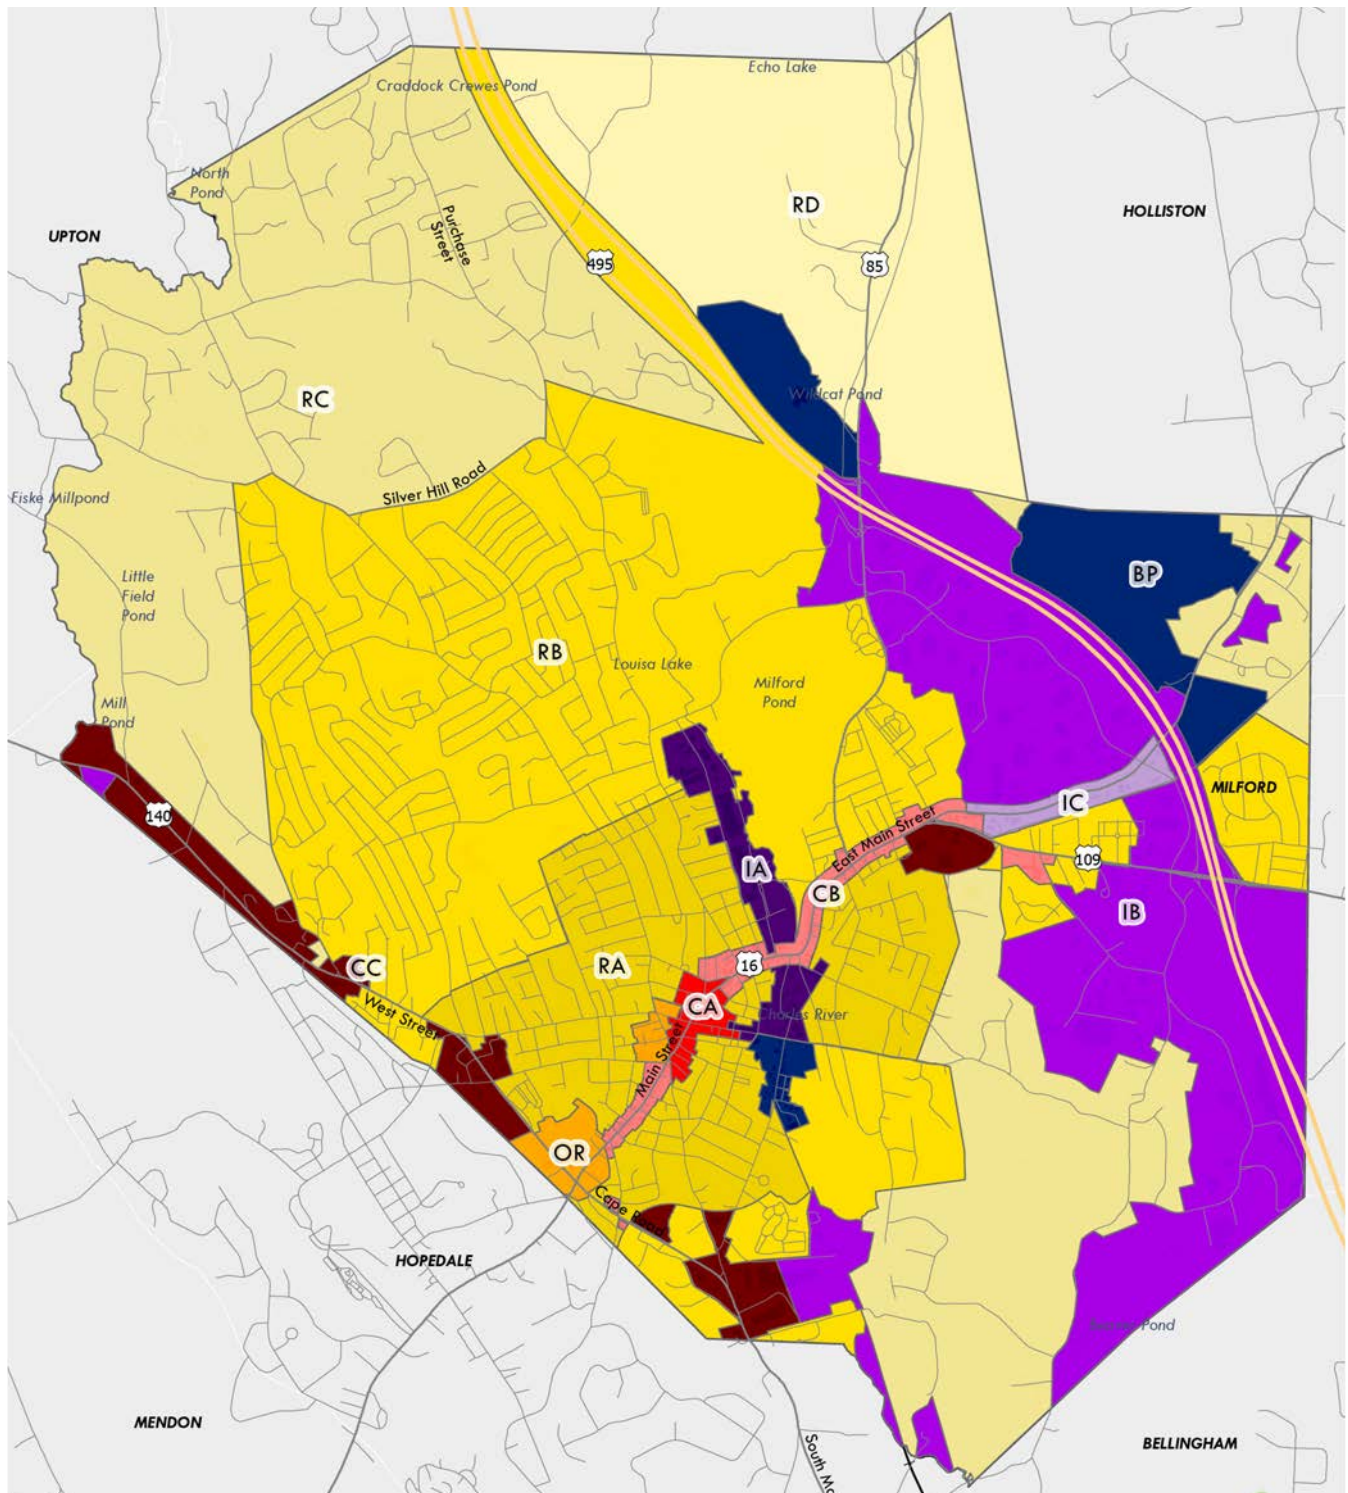 Echo Lake
Craddock Crewes Pond
North
Pond
RD
HOLLISTON
UPTON
Purchase
Street
495
85
Wildcat Pond
RC
Silver Hill Road
Fiske Millpond
BP
Little
Field
Pond
RB
Louisa Lake
Milford
Pond
Mill
Pond
MILFORD
IC
140
East Main Street
109
IA
CB
IB
RA
16
CC
West Street
CA
Charles River
Main Street
OR
Cape Road
HOPEDALE
Pond
MENDON
BELLINGHAM